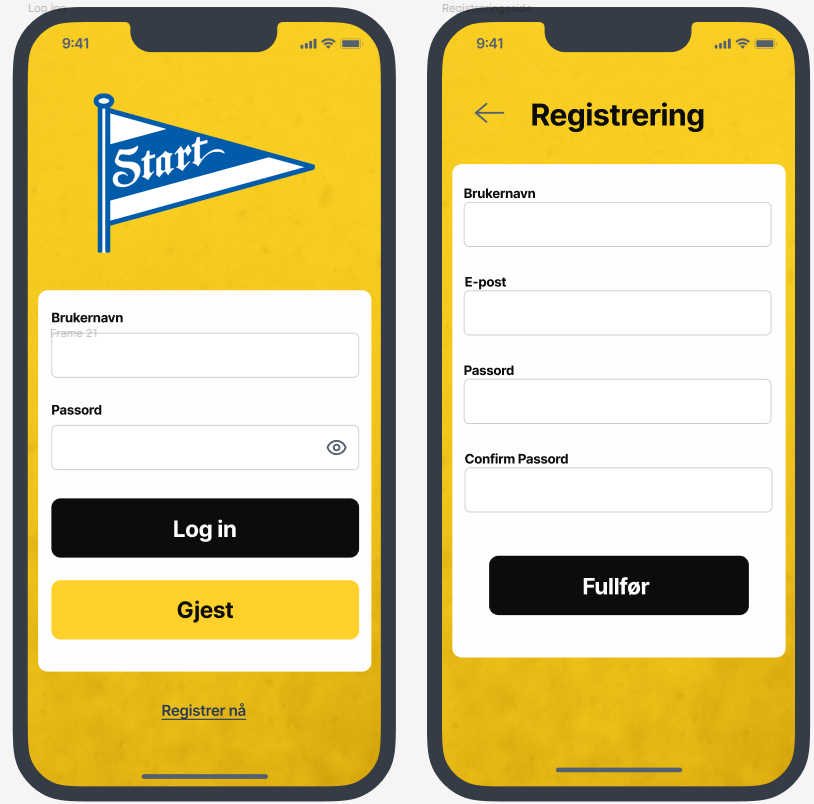 Log inn
9:41
Start
Brukernavn
Frame 21
Passord
Log in
Gjest
Registrer nå
Registreringsside
9:41
Registrering
Brukernavn
E-post
Passord
Confirm Passord
Fullfør